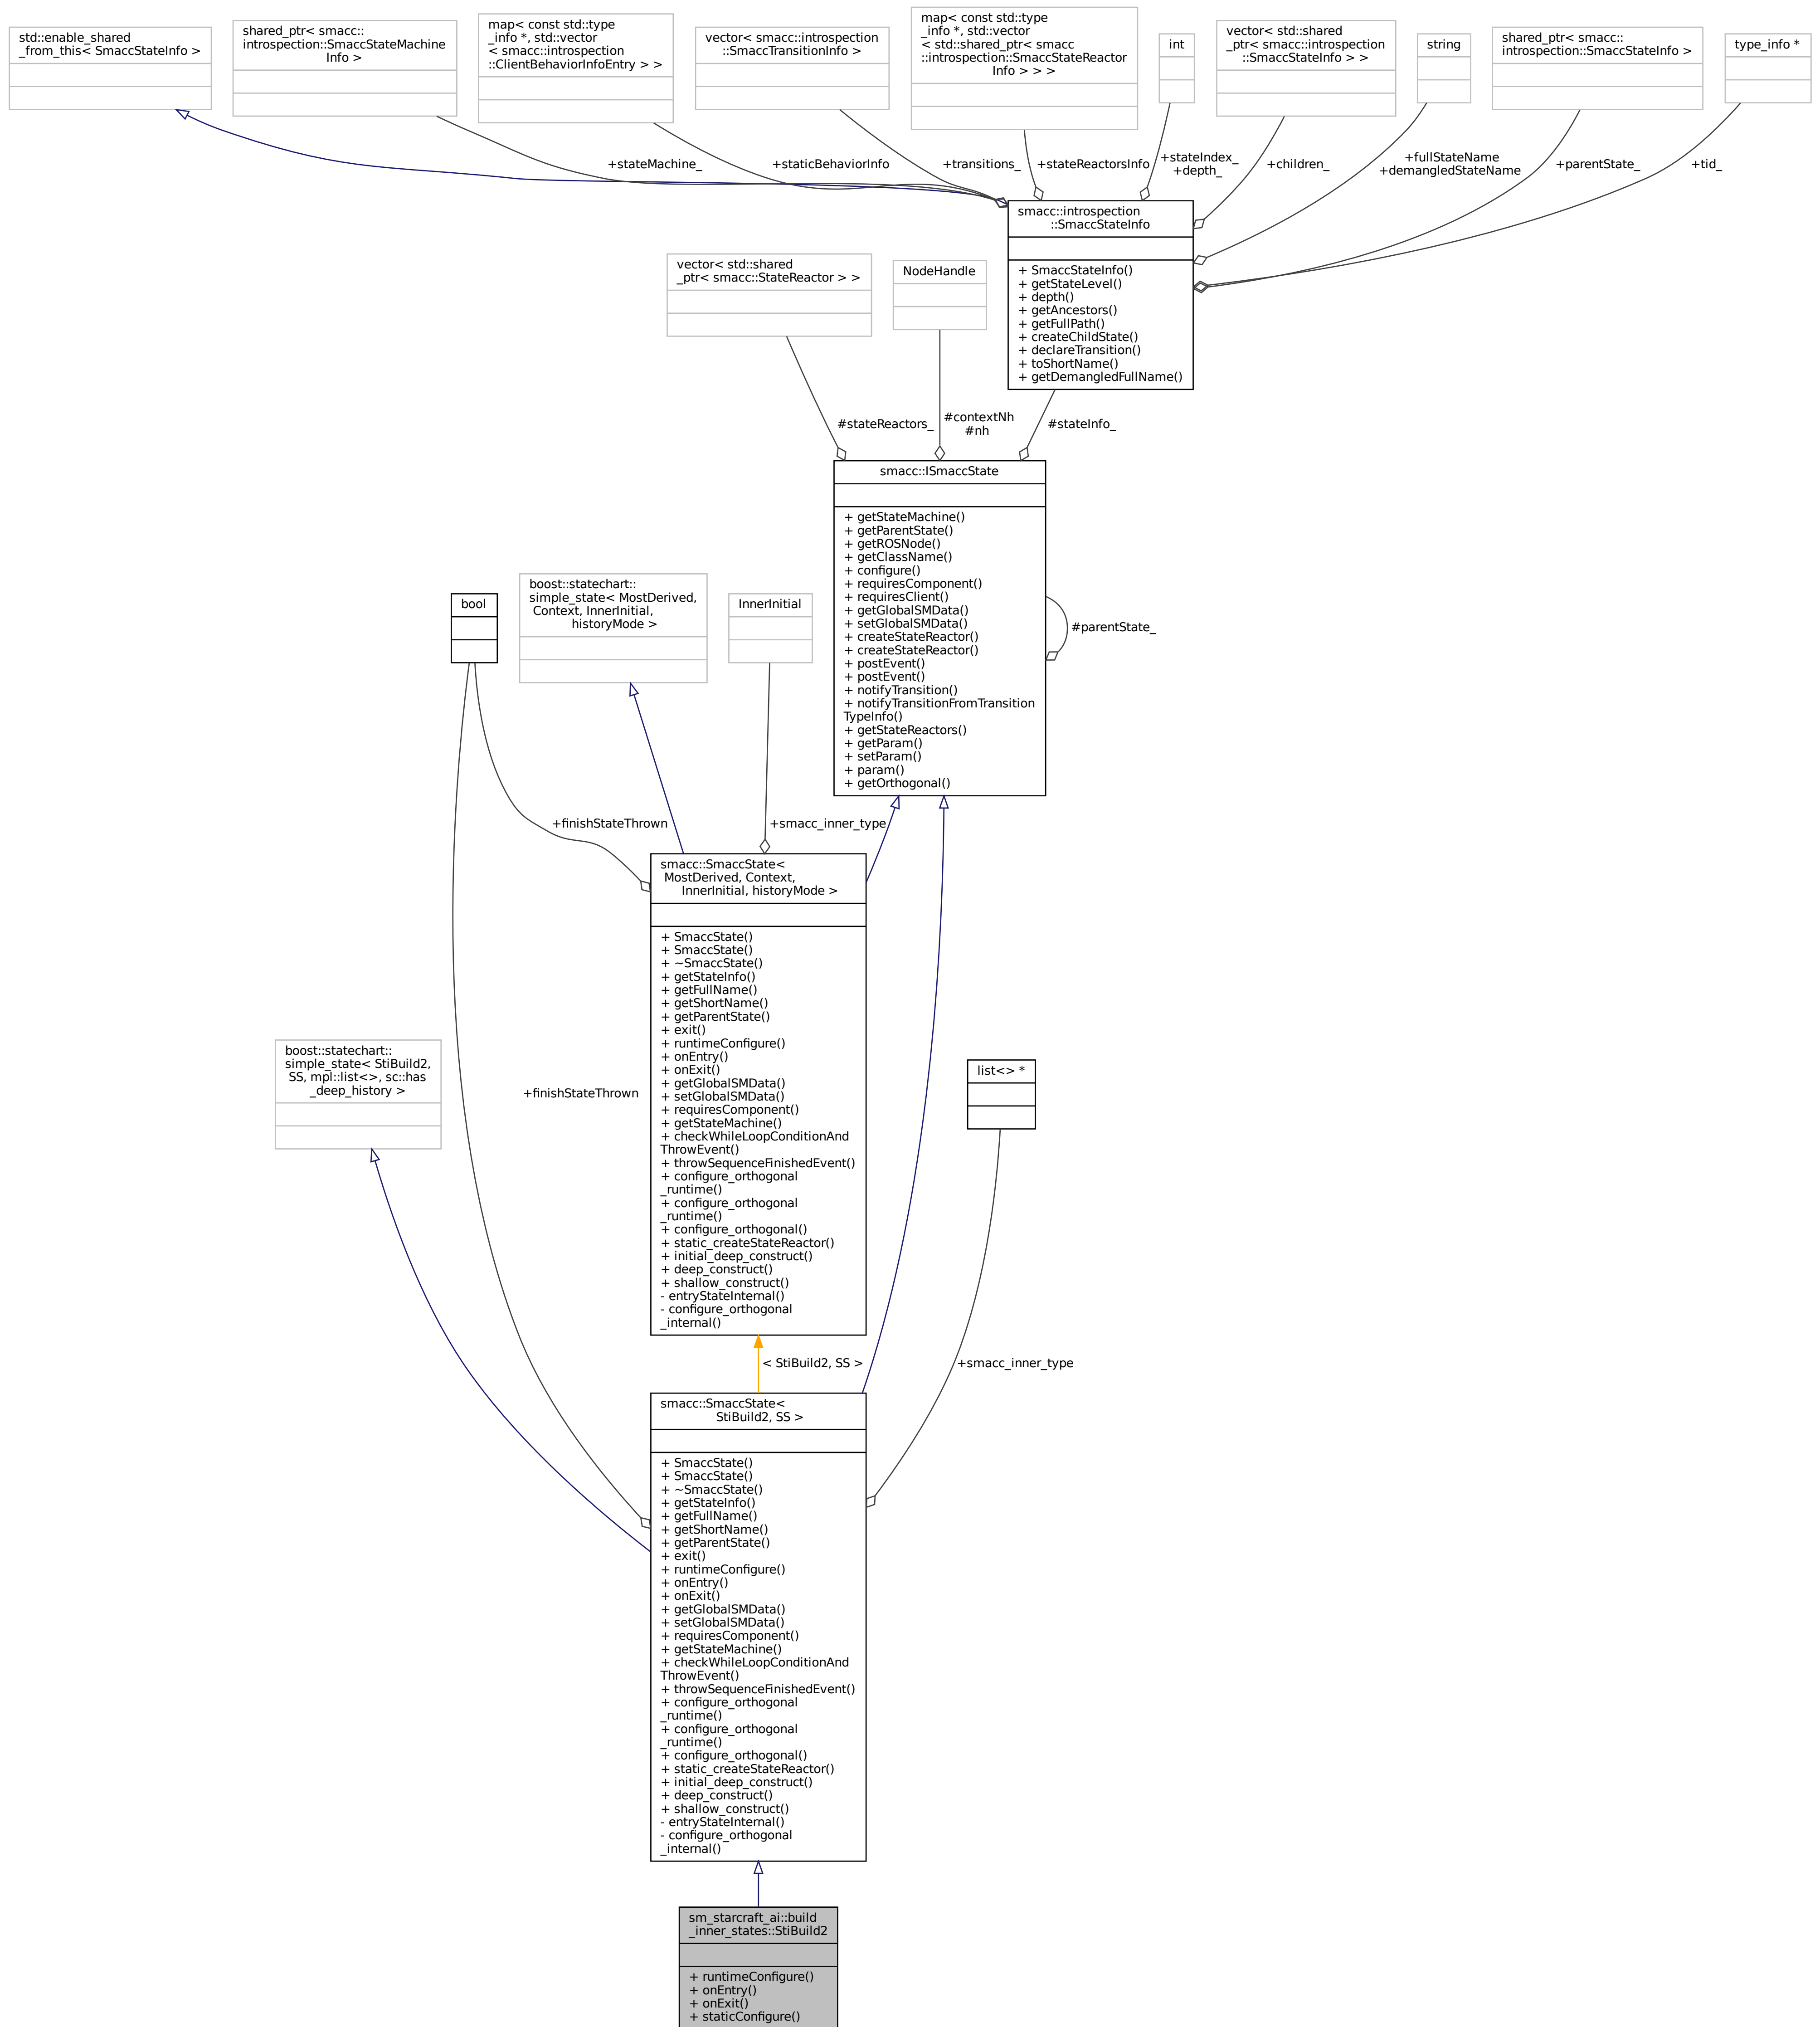 std::enable_shared
_from_this< SmaccStateInfo >
shared_ptr< smacc::
introspection::SmaccStateMachine
Info >
map< const std::type
_info *, std::vector
< smacc::introspection
::ClientBehaviorInfoEntry > >
vector< smacc::introspection
::SmaccTransitionInfo >
map< const std::type
_info *, std::vector
< std::shared_ptr< smacc
::introspection::SmaccStateReactor
Info > > >
int
vector< std::shared
_ptr< smacc::introspection
::SmaccStateInfo > >
string
shared_ptr< smacc::
introspection::SmaccStateInfo >
type_info *
+stateMachine_
+staticBehaviorInfo
+transitions_
+stateReactorsInfo
+stateIndex_
+depth_
+children_
+fullStateName
+demangledStateName
+parentState_
+tid_
smacc::introspection
::SmaccStateInfo
+ SmaccStateInfo()
+ getStateLevel()
+ depth()
+ getAncestors()
+ getFullPath()
+ createChildState()
+ declareTransition()
+ toShortName()
+ getDemangledFullName()
vector< std::shared
_ptr< smacc::StateReactor > >
NodeHandle
#stateReactors_
#contextNh
#nh
#stateInfo_
smacc::ISmaccState
+ getStateMachine()
+ getParentState()
+ getROSNode()
+ getClassName()
+ configure()
+ requiresComponent()
+ requiresClient()
+ getGlobalSMData()
+ setGlobalSMData()
+ createStateReactor()
+ createStateReactor()
+ postEvent()
+ postEvent()
+ notifyTransition()
+ notifyTransitionFromTransition
TypeInfo()
+ getStateReactors()
+ getParam()
+ setParam()
+ param()
+ getOrthogonal()
#parentState_
bool
boost::statechart::
simple_state< MostDerived,
Context, InnerInitial,
historyMode >
InnerInitial
+finishStateThrown
+smacc_inner_type
smacc::SmaccState<
MostDerived, Context,
InnerInitial, historyMode >
+ SmaccState()
+ SmaccState()
+ ~SmaccState()
+ getStateInfo()
+ getFullName()
+ getShortName()
+ getParentState()
+ exit()
+ runtimeConfigure()
+ onEntry()
+ onExit()
+ getGlobalSMData()
+ setGlobalSMData()
+ requiresComponent()
+ getStateMachine()
+ checkWhileLoopConditionAnd
ThrowEvent()
+ throwSequenceFinishedEvent()
+ configure_orthogonal
_runtime()
+ configure_orthogonal
_runtime()
+ configure_orthogonal()
+ static_createStateReactor()
+ initial_deep_construct()
+ deep_construct()
+ shallow_construct()
- entryStateInternal()
- configure_orthogonal
_internal()
boost::statechart::
simple_state< StiBuild2,
SS, mpl::list<>, sc::has
_deep_history >
+finishStateThrown
list<> *
< StiBuild2, SS >
+smacc_inner_type
smacc::SmaccState<
StiBuild2, SS >
+ SmaccState()
+ SmaccState()
+ ~SmaccState()
+ getStateInfo()
+ getFullName()
+ getShortName()
+ getParentState()
+ exit()
+ runtimeConfigure()
+ onEntry()
+ onExit()
+ getGlobalSMData()
+ setGlobalSMData()
+ requiresComponent()
+ getStateMachine()
+ checkWhileLoopConditionAnd
ThrowEvent()
+ throwSequenceFinishedEvent()
+ configure_orthogonal
_runtime()
+ configure_orthogonal
_runtime()
+ configure_orthogonal()
+ static_createStateReactor()
+ initial_deep_construct()
+ deep_construct()
+ shallow_construct()
- entryStateInternal()
- configure_orthogonal
_internal()
sm_starcraft_ai::build
_inner_states::StiBuild2
+ runtimeConfigure()
+ onEntry()
+ onExit()
+ staticConfigure()